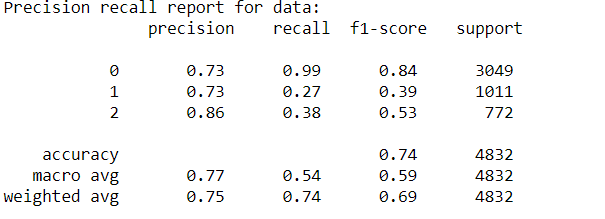 Precision recall report for data:
precision recall f1-score support
0 0.73 0.99 0.84 3049
1 0.73 0.27 0.39 1011
2 0.86 0.38 0.53 772
accuracy 0.74 4832
macro avg 0.77 0.54 0.59 4832
weighted avg 0.75 0.74 0.69 4832